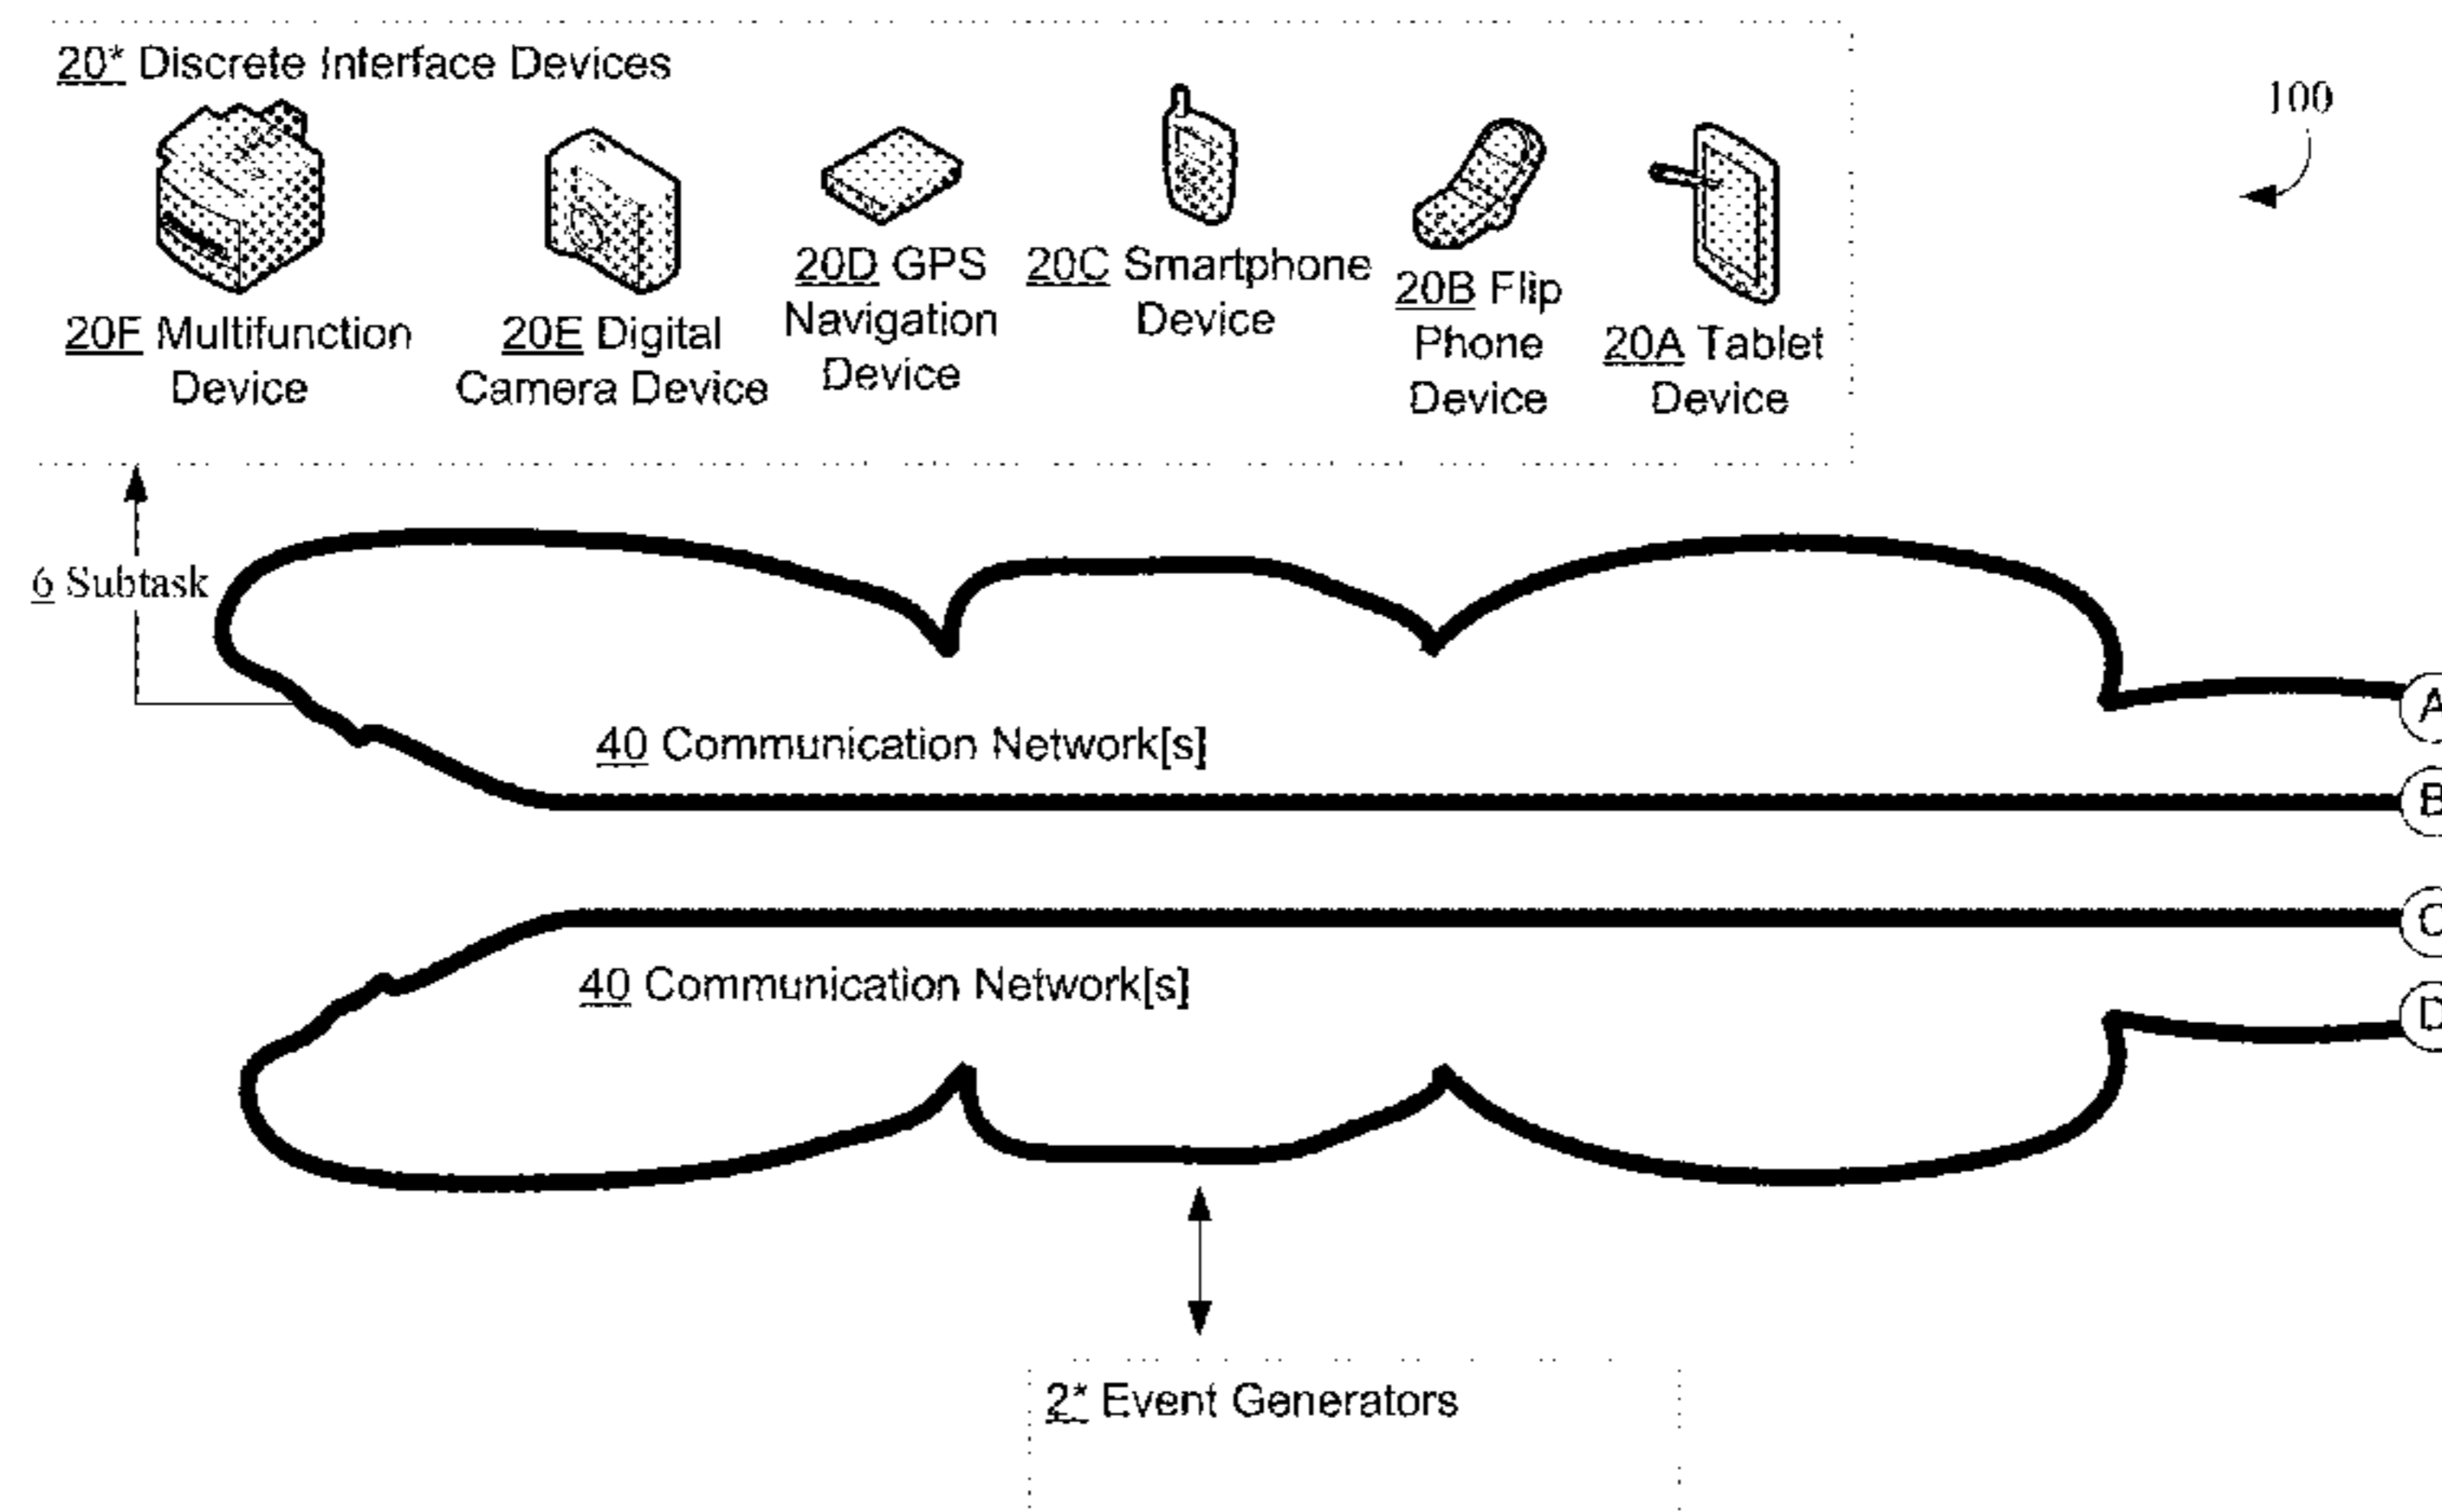 20* Discrete Interface Devices
100
20F Multifunction
Device
20E Digital
Camera Device
20D GPS
Navigation
Device
20C Smartphone
Device
20B Flip
Phone
Device
20A Tablet
Device
6 Subtask
A
40 Communication Network[s]
B
C
40 Communication Network[s]
D
2* Event Generators